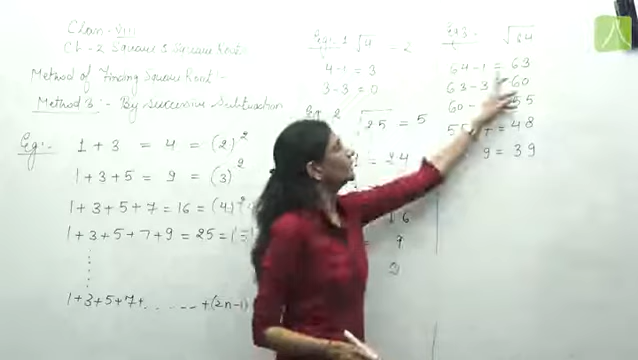 Class - VIII
Ch - 2 Square & Square Roots
Method of Finding Square Root -
Method 3 : - By Successive Subtraction
Eg:- 1 + 3 = 4 = (2)²
1 + 3 + 5 = 9 = (3)²
1 + 3 + 5 + 7 = 16 = (4)²
1 + 3 + 5 + 7 + 9 = 25 =
1 + 3 + 5 + 7 + ...... + (2n-1)
Eg: 1 √4 - 2
4 - 1 = 3
3 - 3 = 0
Eg 2 √25 = 5
= 24
16
= 9
Eg 3 - √64
64 - 1 = 63
63 - 3 60
60 - 55
55 = 48
9 = 39